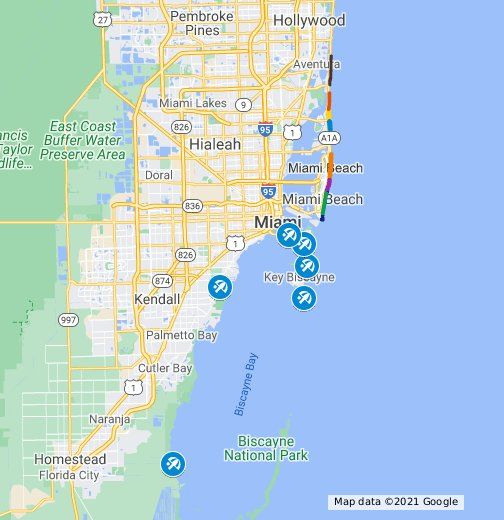 27
Pembroke
Pines
Hollywood
Aventura
Miami Lakes
9
East Coast
Buffer Water
Preserve Area
826
95
1
A1A
ncis
Taylor
dlife...
Hialeah
Doral
Miami Beach
95
Miami Beach
836
Miami
1
826
874
Key Biscayne
Kendall
997
Palmetto Bay
Cutler Bay
1
Biscayne Bay
Naranja
Biscayne
National Park
Homestead
Florida City
Map data ©2021 Google